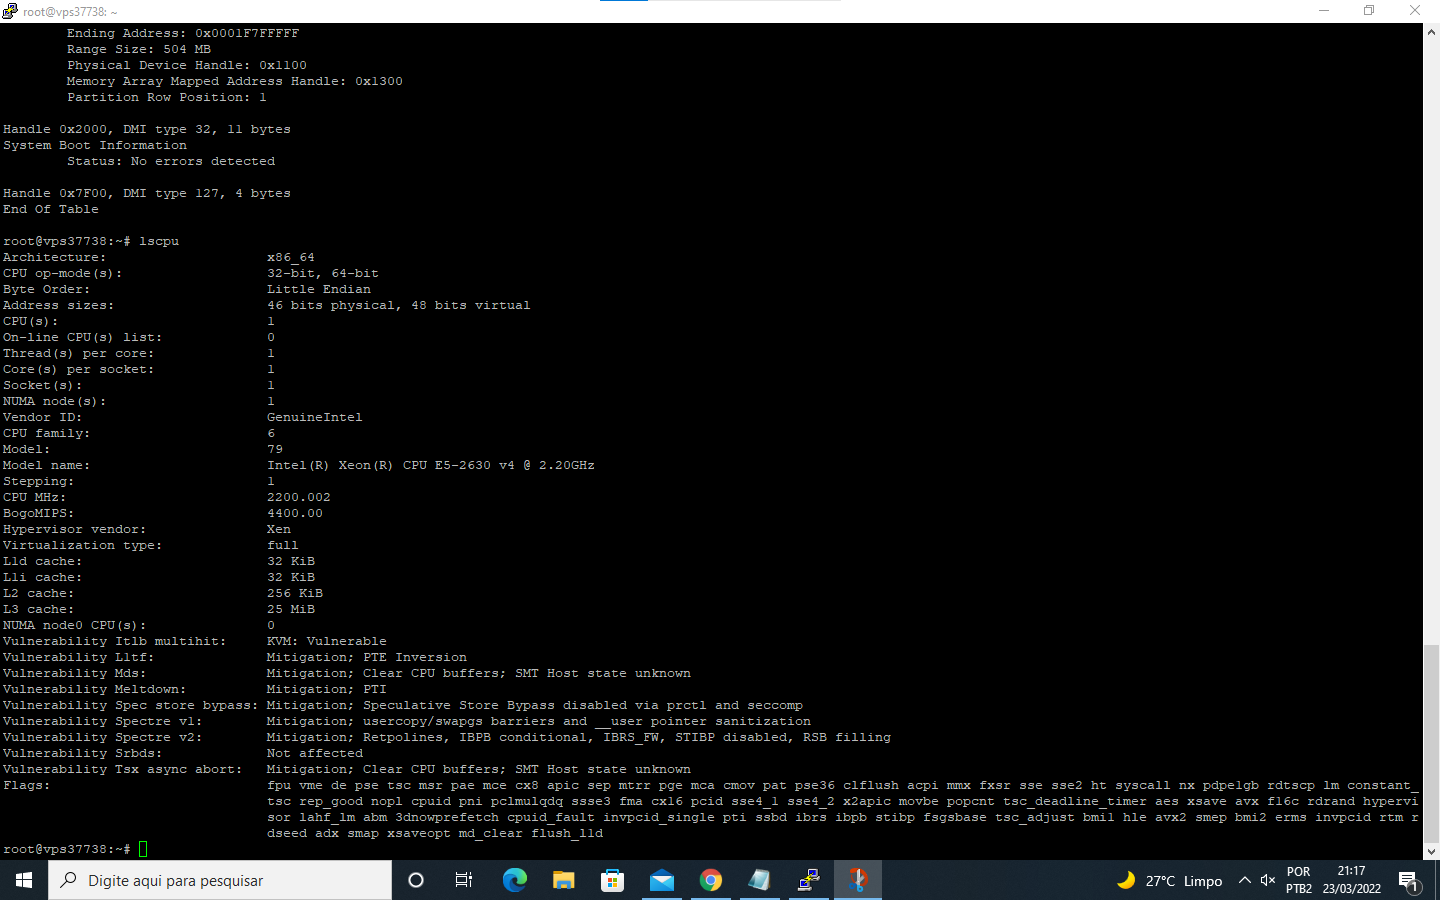 root@vps37738: ~
Ending Address: 0x0001F7FFFFF
Range Size: 504 MB
Physical Device Handle: 0x1100
Memory Array Mapped Address Handle: 0x1300
Partition Row Position: 1
Handle 0x2000, DMI type 32, 11 bytes
System Boot Information
Status: No errors detected
Handle 0x7F00, DMI type 127, 4 bytes
End Of Table
root@vps37738:~# lscpu
Architecture: x86_64
CPU op-mode(s): 32-bit, 64-bit
Byte Order: Little Endian
Address sizes: 46 bits physical, 48 bits virtual
CPU(s): 1
On-line CPU(s) list: 0
Thread(s) per core: 1
Core(s) per socket: 1
Socket(s): 1
NUMA node(s): 1
Vendor ID: GenuineIntel
CPU family: 6
Model: 79
Model name: Intel(R) Xeon(R) CPU E5-2630 v4 @ 2.20GHz
Stepping: 1
CPU MHz: 2200.002
BogoMIPS: 4400.00
Hypervisor vendor: Xen
Virtualization type: full
L1d cache: 32 KiB
L1i cache: 32 KiB
L2 cache: 256 KiB
L3 cache: 25 MiB
NUMA node0 CPU(s): 0
Vulnerability Itlb multihit: KVM: Vulnerable
Vulnerability L1tf: Mitigation; PTE Inversion
Vulnerability Mds: Mitigation; Clear CPU buffers; SMT Host state unknown
Vulnerability Meltdown: Mitigation; PTI
Vulnerability Spec store bypass: Mitigation; Speculative Store Bypass disabled via prctl and seccomp
Vulnerability Spectre v1: Mitigation; usercopy/swapgs barriers and __user pointer sanitization
Vulnerability Spectre v2: Mitigation; Retpolines, IBPB conditional, IBRS_FW, STIBP disabled, RSB filling
Vulnerability Srbds: Not affected
Vulnerability Tsx async abort: Mitigation; Clear CPU buffers; SMT Host state unknown
Flags: fpu vme de pse tsc msr pae mce cx8 apic sep mtrr pge mca cmov pat pse36 clflush acpi mmx fxsr sse sse2 ht syscall nx pdpe1gb rdtscp lm constant_
tsc rep_good nopl cpuid pni pclmulqdq ssse3 fma cx16 pcid sse4_1 sse4_2 x2apic movbe popcnt tsc_deadline_timer aes xsave avx f16c rdrand hypervi
sor lahf_lm abm 3dnowprefetch cpuid_fault invpcid_single pti ssbd ibrs ibpb stibp fsgsbase tsc_adjust bmi1 hle avx2 smep bmi2 erms invpcid rtm r
dseed adx smap xsaveopt md_clear flush_l1d
root@vps37738:~#
Digite aqui para pesquisar
27°C Limpo
POR
PTB2
21:17
23/03/2022
1